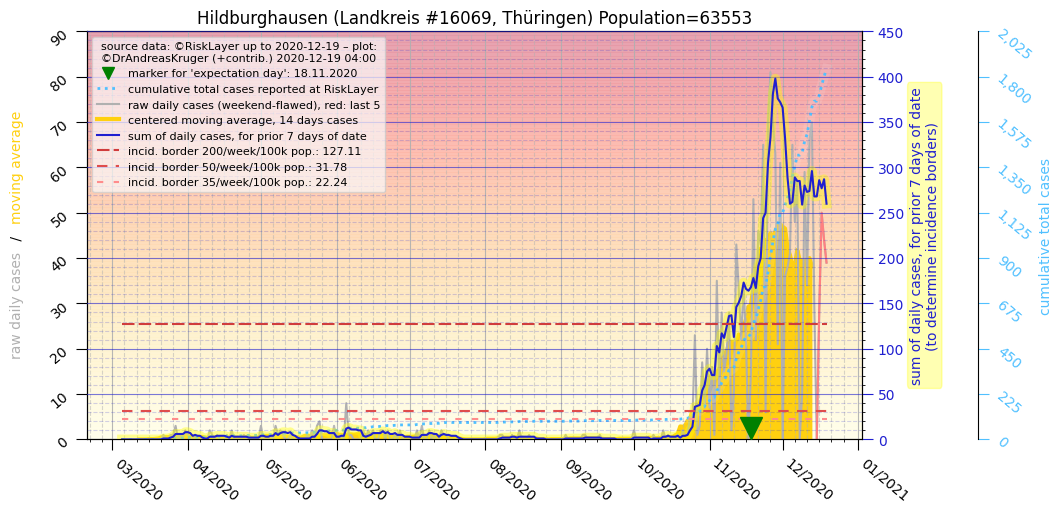 Hildburghausen (Landkreis #16069, Thüringen) Population=63553
source data: ©RiskLayer up to 2020-12-19 – plot:
©DrAndreasKruger (+contrib.) 2020-12-19 04:00
marker for 'expectation day': 18.11.2020
cumulative total cases reported at RiskLayer
raw daily cases (weekend-flawed), red: last 5
centered moving average, 14 days cases
sum of daily cases, for prior 7 days of date
incid. border 200/week/100k pop.: 127.11
incid. border 50/week/100k pop.: 31.78
incid. border 35/week/100k pop.: 22.24
raw daily cases / moving average
90
80
70
60
50
40
30
20
10
0
03/2020
04/2020
05/2020
06/2020
07/2020
08/2020
09/2020
10/2020
11/2020
12/2020
01/2021
450
400
350
300
250
200
150
100
50
0
sum of daily cases, for prior 7 days of date
(to determine incidence borders)
2,025
1,800
1,575
1,350
1,125
900
675
450
225
0
cumulative total cases